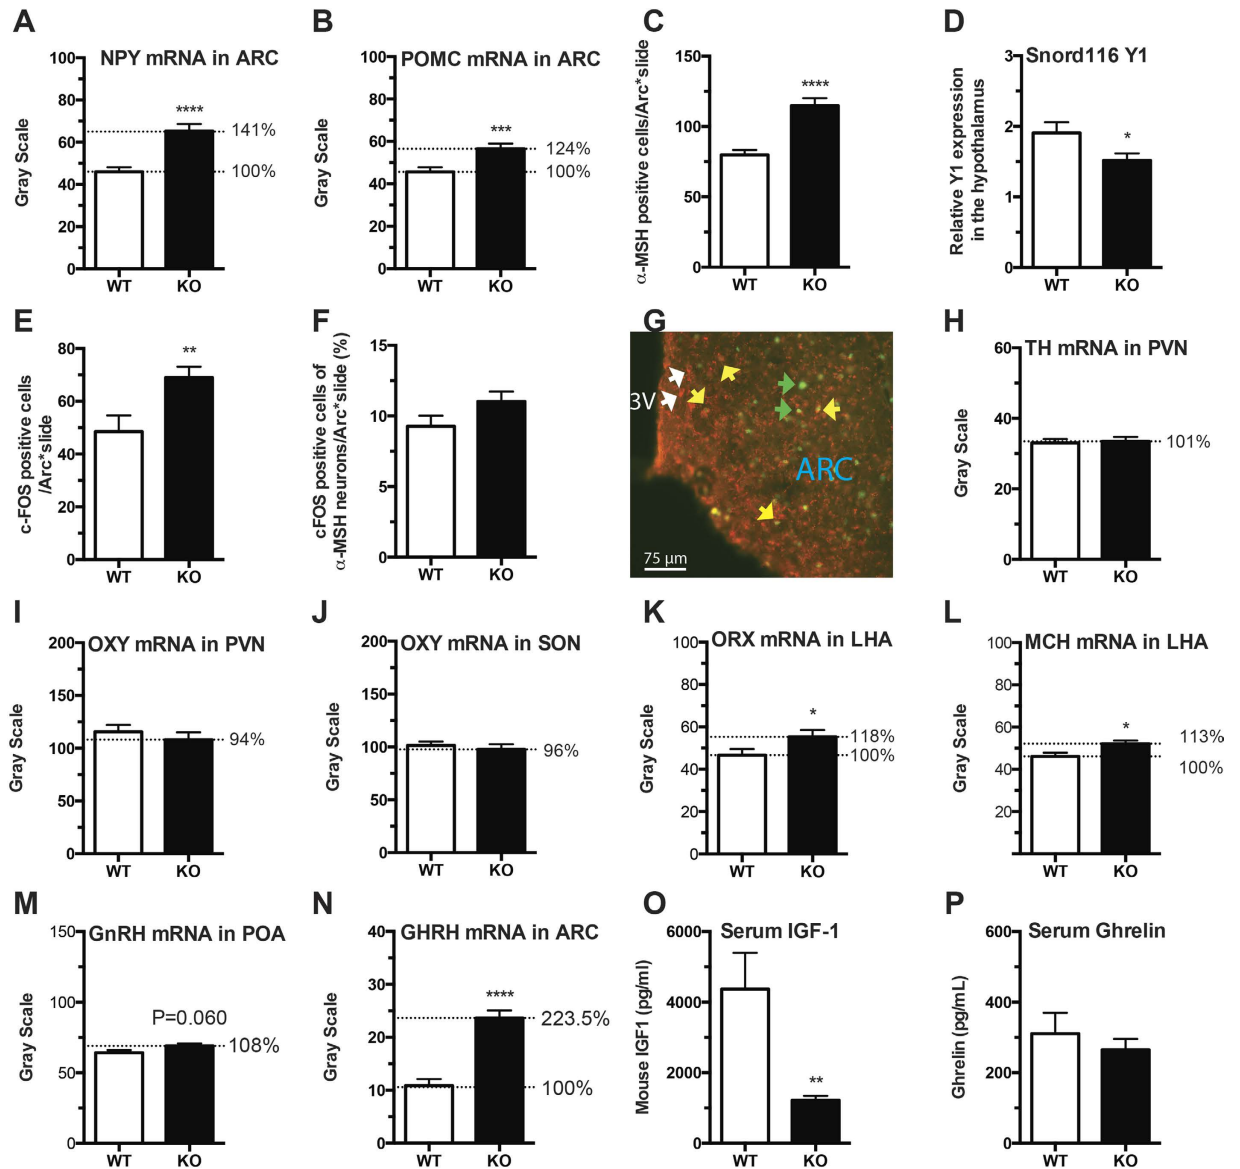 A
NPY mRNA in ARC
Gray Scale
100
80
60
40
20
0
****
141%
100%
WT
KO
B
POMC mRNA in ARC
Gray Scale
100
80
60
40
20
0
***
124%
100%
WT
KO
C
α-MSH positive cells/Arc*slide
150
100
50
0
****
WT
KO
D
Snord116 Y1
Relative Y1 expression
in the hypothalamus
3
2
1
0
*
WT
KO
E
c-FOS positive cells
/Arc*slide
80
60
40
20
0
**
WT
KO
F
cFOS positive cells of
α-MSH neurons/Arc*slide (%)
15
10
5
0
WT
KO
G
3V
ARC
75 µm
H
TH mRNA in PVN
Gray Scale
60
40
20
0
101%
WT
KO
I
OXY mRNA in PVN
Gray Scale
200
150
100
50
0
94%
WT
KO
J
OXY mRNA in SON
Gray Scale
200
150
100
50
0
96%
WT
KO
K
ORX mRNA in LHA
Gray Scale
100
80
60
40
20
0
*
118%
100%
WT
KO
L
MCH mRNA in LHA
Gray Scale
100
80
60
40
20
*
113%
100%
WT
KO
M
GnRH mRNA in POA
Gray Scale
150
100
50
0
P=0.060
108%
WT
KO
N
GHRH mRNA in ARC
Gray Scale
40
30
20
10
0
****
223.5%
100%
WT
KO
O
Serum IGF-1
Mouse IGF1 (pg/ml)
6000
4000
2000
0
**
WT
KO
P
Serum Ghrelin
Ghrelin (pg/mL)
600
400
200
0
WT
KO